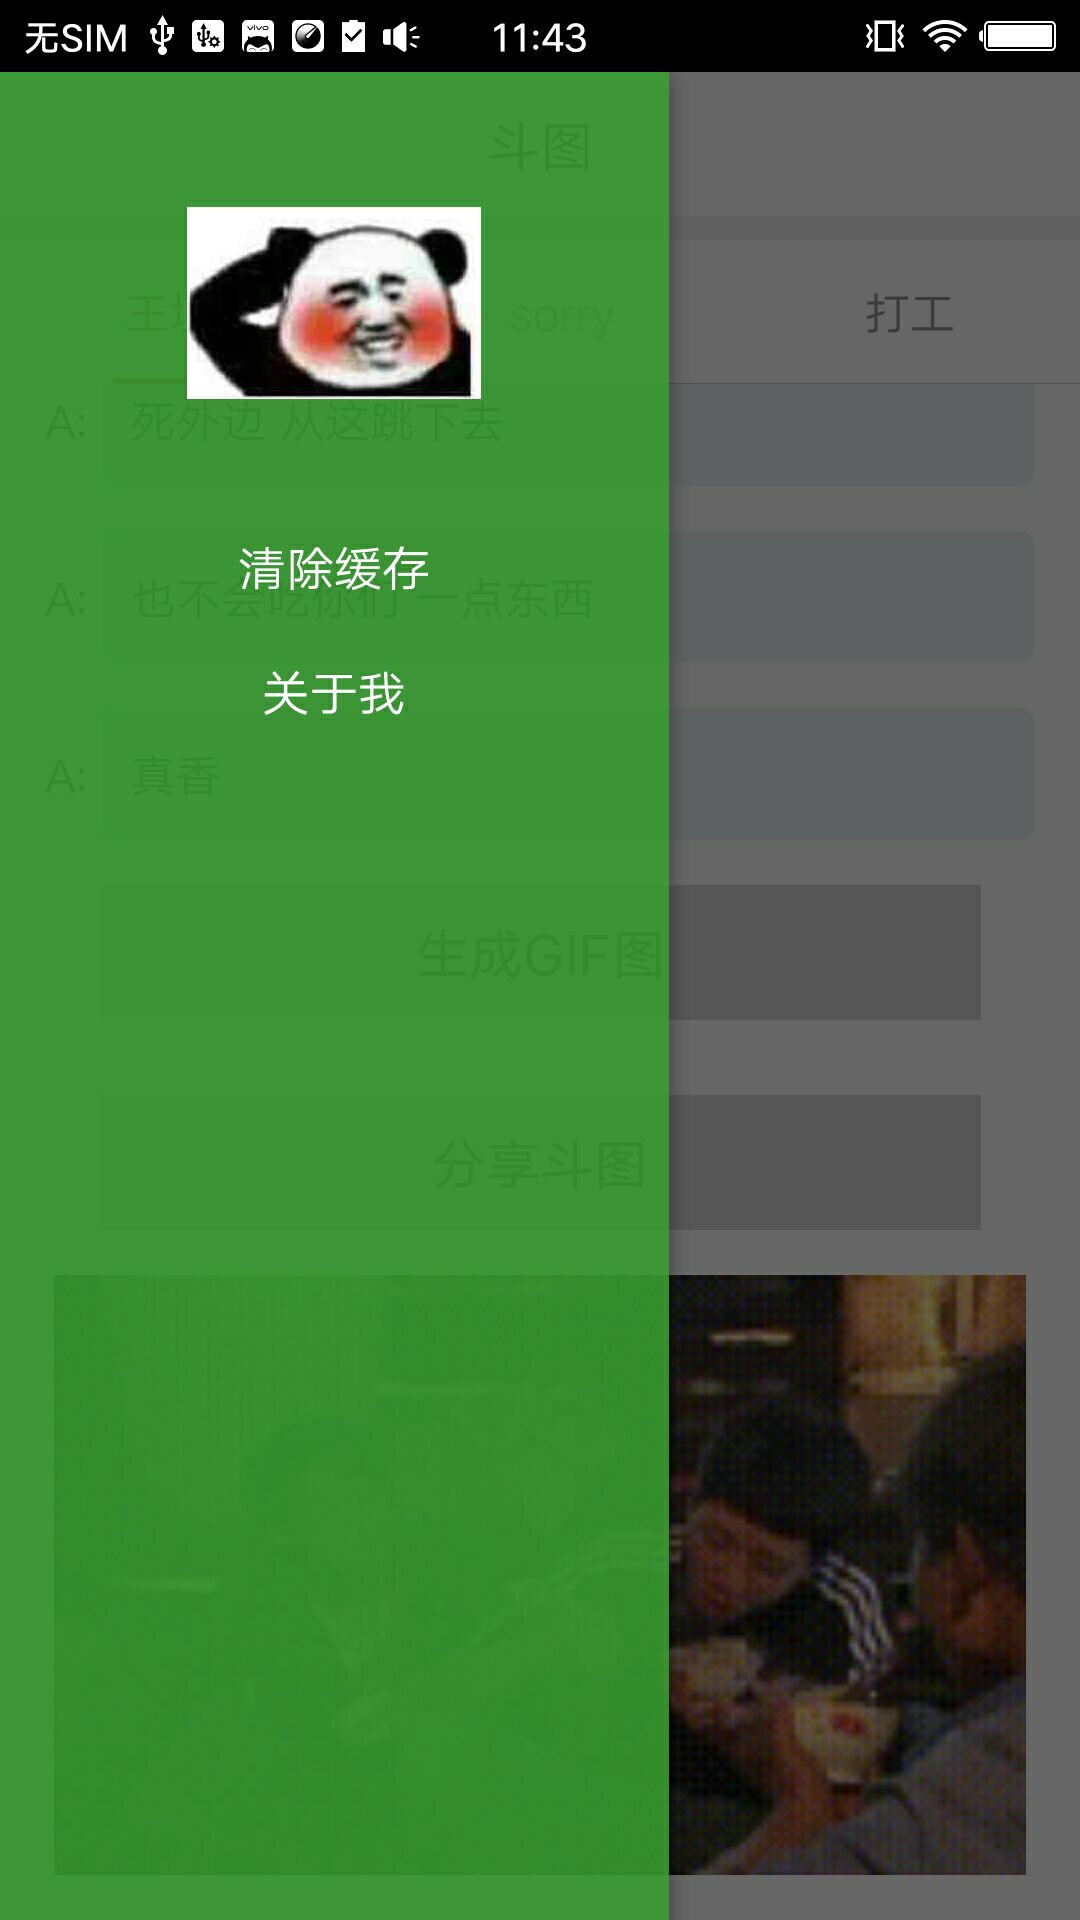 无SIM vivo 11:43
斗图
sorry
打工
A: 死外边 从这跳下去
清除缓存
A: 也不会吃你们 一点东西
关于我
A: 真香
生成GIF图
分享斗图